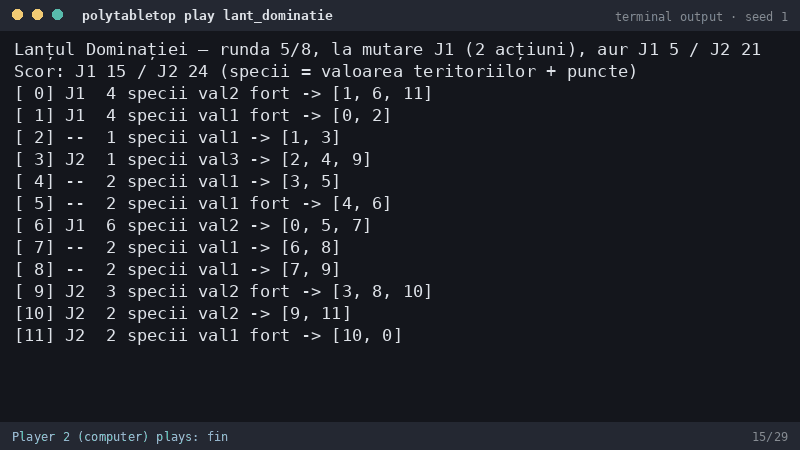 polytabletop play lant_dominatie
terminal output · seed 1
Lanțul Dominației — runda 5/8, la mutare J1 (2 acțiuni), aur J1 5 / J2 21
Scor: J1 15 / J2 24 (specii = valoarea teritoriilor + puncte)
[ 0] J1  4 specii val2 fort -> [1, 6, 11]
[ 1] J1  4 specii val1 fort -> [0, 2]
[ 2] --  1 specii val1 -> [1, 3]
[ 3] J2  1 specii val3 -> [2, 4, 9]
[ 4] --  2 specii val1 -> [3, 5]
[ 5] --  2 specii val1 fort -> [4, 6]
[ 6] J1  6 specii val2 -> [0, 5, 7]
[ 7] --  2 specii val1 -> [6, 8]
[ 8] --  2 specii val1 -> [7, 9]
[ 9] J2  3 specii val2 fort -> [3, 8, 10]
[10] J2  2 specii val2 -> [9, 11]
[11] J2  2 specii val1 fort -> [10, 0]
Player 2 (computer) plays: fin
15/29